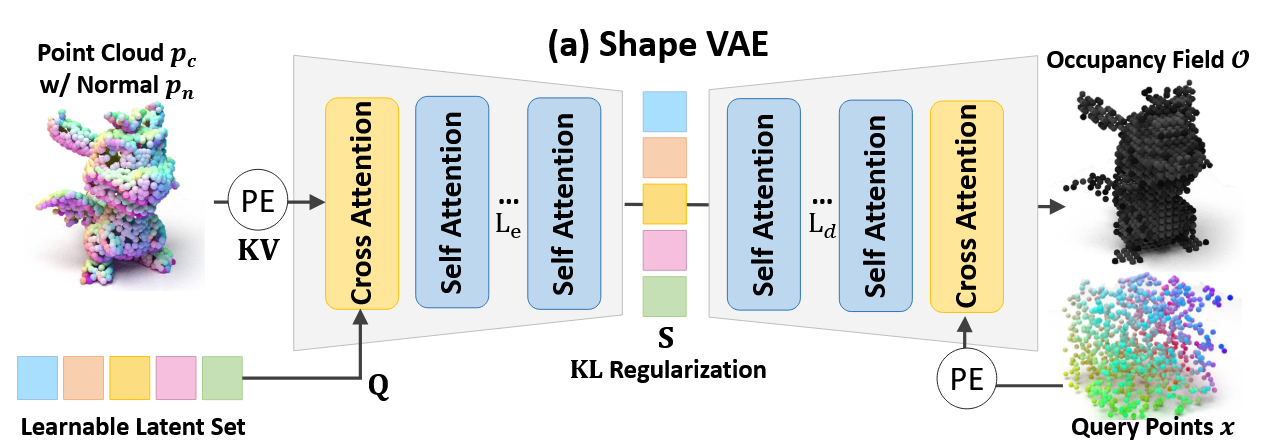 (a) Shape VAE
Point Cloud p_c
w/ Normal p_n
PE
KV
Cross Attention
Self Attention
...
L_e
Self Attention
S
KL Regularization
Self Attention
...
L_d
Self Attention
Cross Attention
Occupancy Field 𝒪
PE
Query Points x
Q
Learnable Latent Set